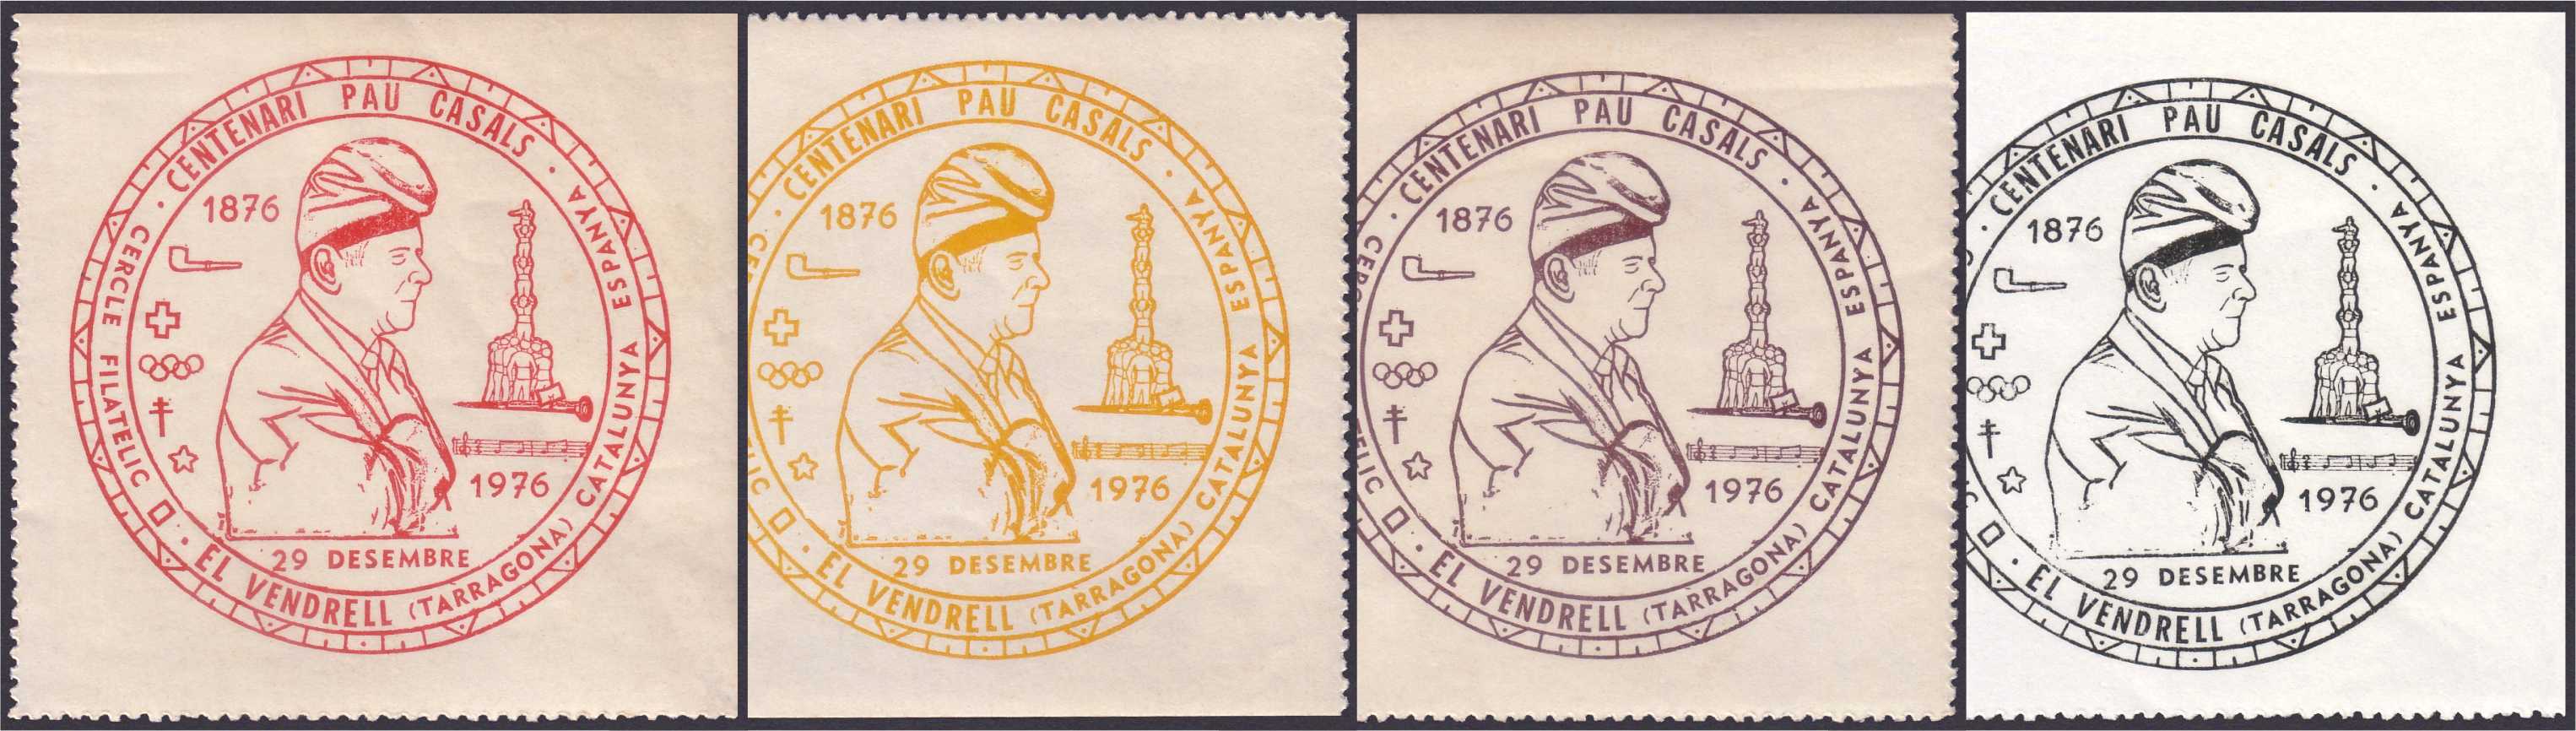 CENTENARI PAU CASALS ·
1876
CERCLE FILATELIC
1976
29 DESEMBRE
· EL VENDRELL (TARRAGONA) CATALUNYA ESPANYA ·
CENTENARI PAU CASALS ·
1876
1976
29 DESEMBRE
· EL VENDRELL (TARRAGONA) CATALUNYA ESPANYA ·
CENTENARI PAU CASALS ·
1876
1976
29 DESEMBRE
· EL VENDRELL (TARRAGONA) CATALUNYA ESPANYA ·
CENTENARI PAU CASALS ·
1876
1976
29 DESEMBRE
· EL VENDRELL (TARRAGONA) CATALUNYA ESPANYA ·